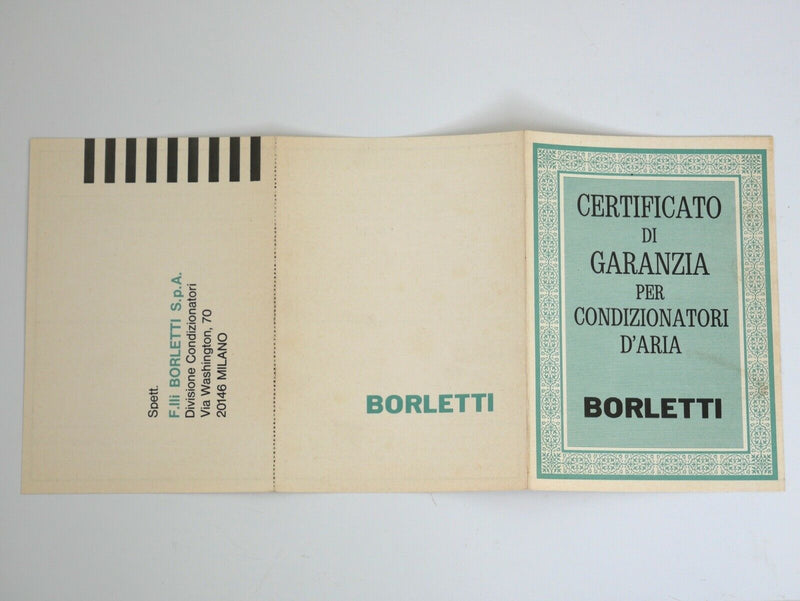 Spett.
F.lli BORLETTI S.p.A.
Divisione Condizionatori
Via Washington, 70
20146 MILANO
BORLETTI
CERTIFICATO
DI
GARANZIA
PER
CONDIZIONATORI
D'ARIA
BORLETTI